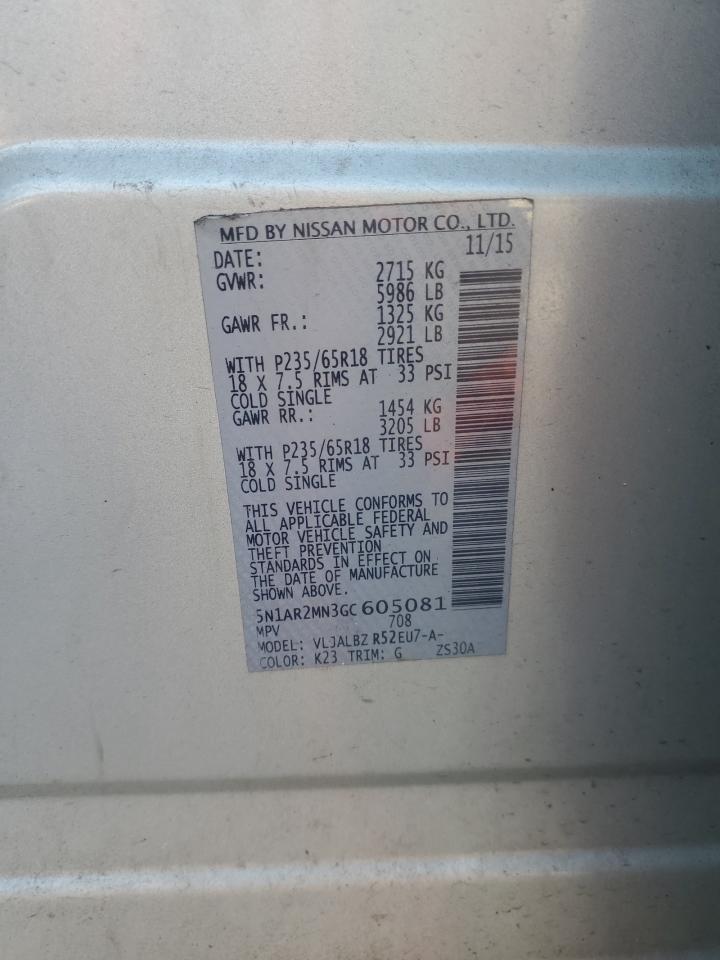 MFD BY NISSAN MOTOR CO., LTD.
DATE: 11/15
GVWR: 2715 KG
5986 LB
GAWR FR.: 1325 KG
2921 LB
WITH P235/65R18 TIRES
18 X 7.5 RIMS AT 33 PSI
COLD SINGLE
GAWR RR.: 1454 KG
3205 LB
WITH P235/65R18 TIRES
18 X 7.5 RIMS AT 33 PSI
COLD SINGLE
THIS VEHICLE CONFORMS TO
ALL APPLICABLE FEDERAL
MOTOR VEHICLE SAFETY AND
THEFT PREVENTION
STANDARDS IN EFFECT ON
THE DATE OF MANUFACTURE
SHOWN ABOVE.
5N1AR2MN3GC605081
MPV 708
MODEL: VLJALBZ R52EU7-A-
COLOR: K23 TRIM: G ZS30A